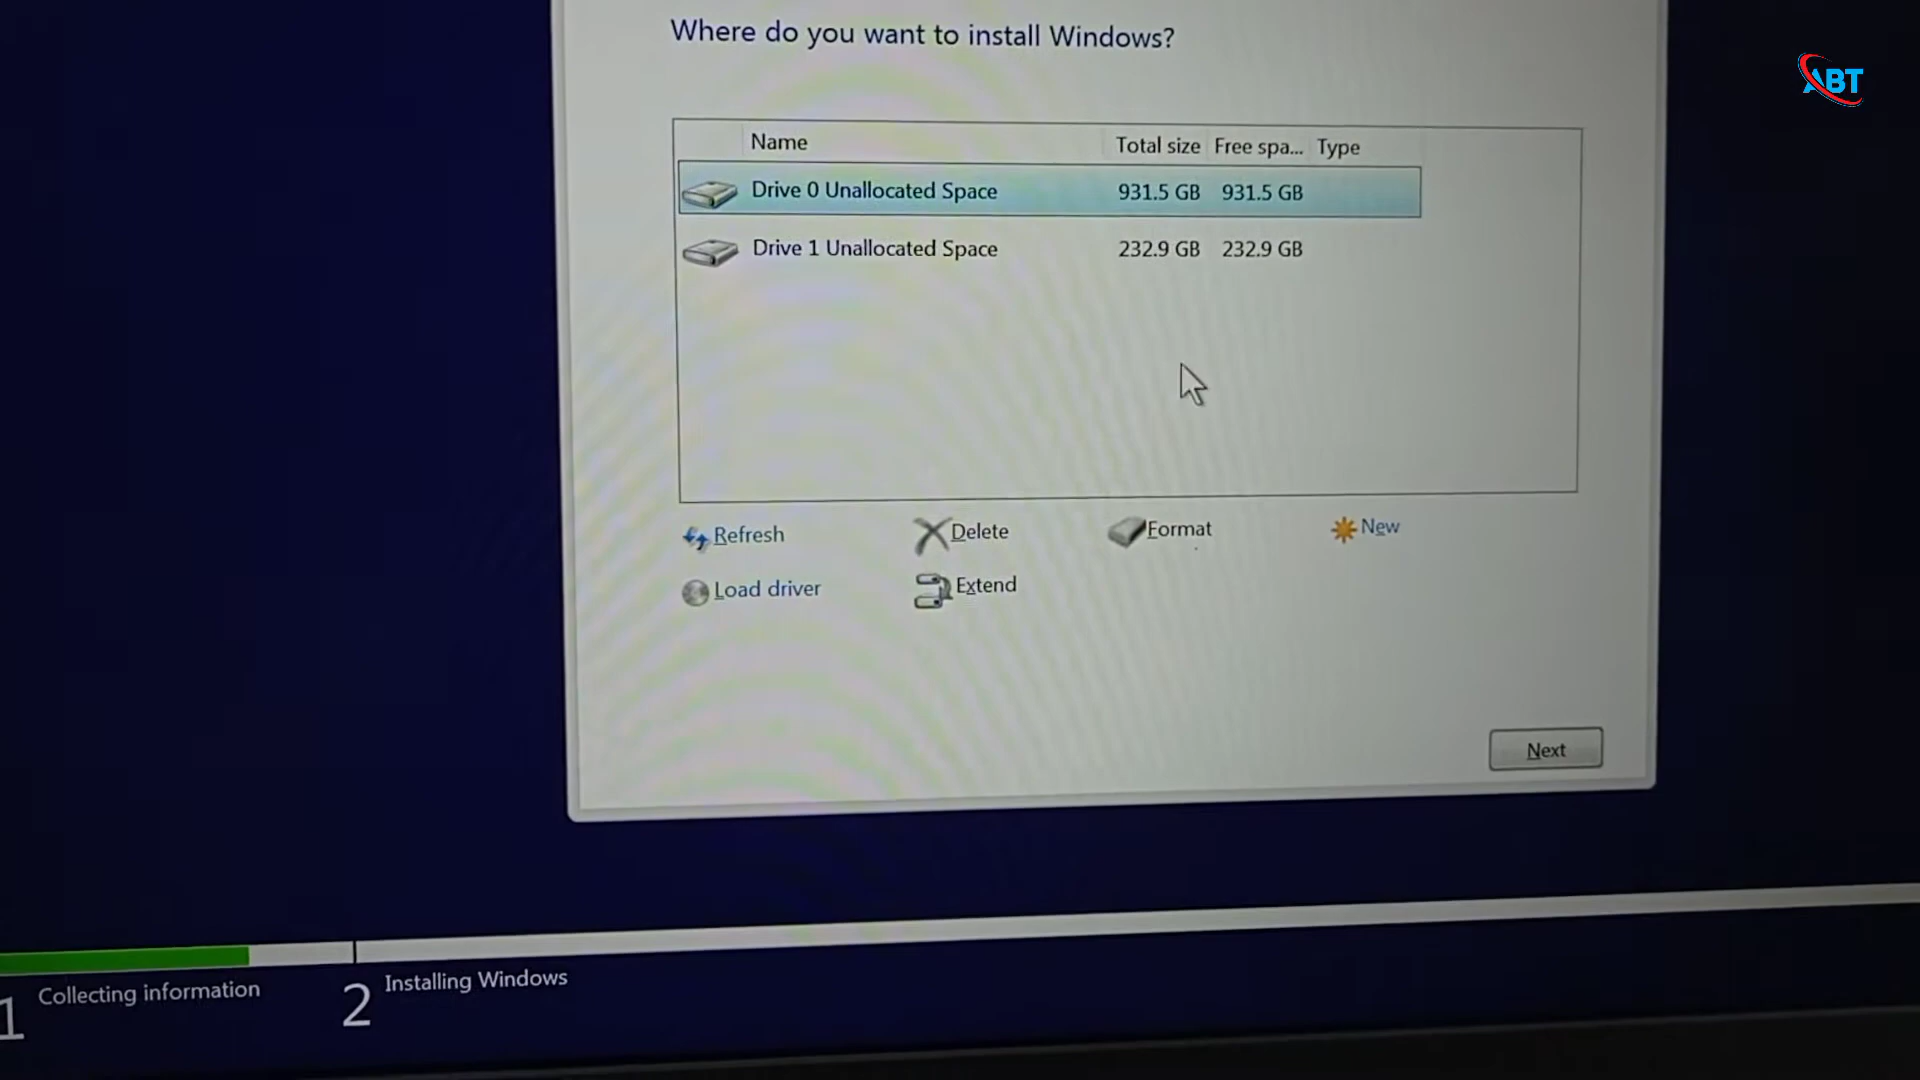 Where do you want to install Windows?
ABT
Name Total size Free spa... Type
Drive 0 Unallocated Space 931.5 GB 931.5 GB
Drive 1 Unallocated Space 232.9 GB 232.9 GB
Refresh Delete Format New
Load driver Extend
Next
1 Collecting information 2 Installing Windows